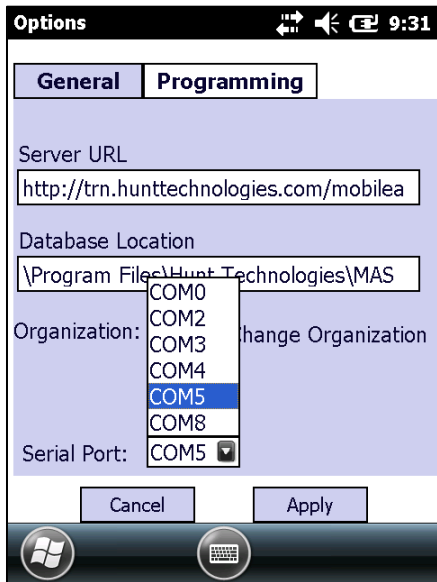 Options 9:31
General Programming
Server URL
http://trn.hunttechnologies.com/mobilea
Database Location
\Program Files\Hunt Technologies\MAS
COM0
COM2
Organization: COM3 hange Organization
COM4
COM5
COM8
Serial Port: COM5
Cancel Apply